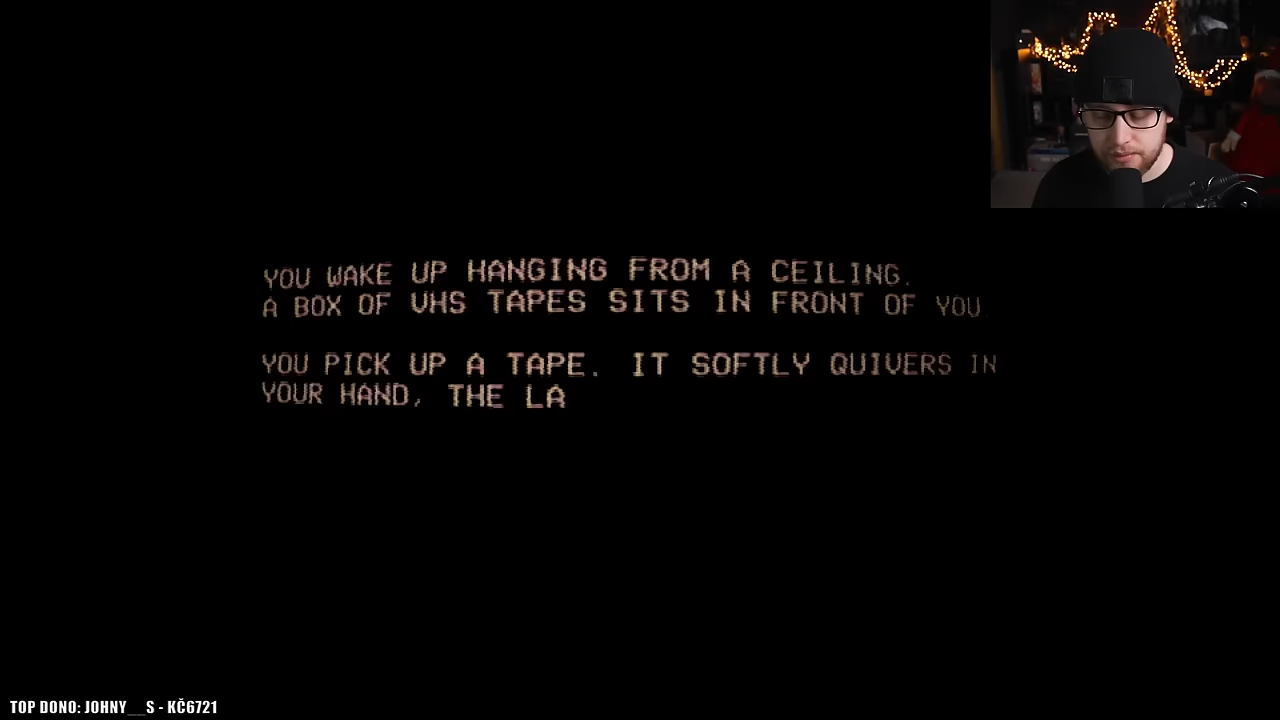 YOU WAKE UP HANGING FROM A CEILING.
A BOX OF VHS TAPES SITS IN FRONT OF YOU.
YOU PICK UP A TAPE. IT SOFTLY QUIVERS IN
YOUR HAND, THE LA
TOP DONO: JOHNY__S - KČ6721